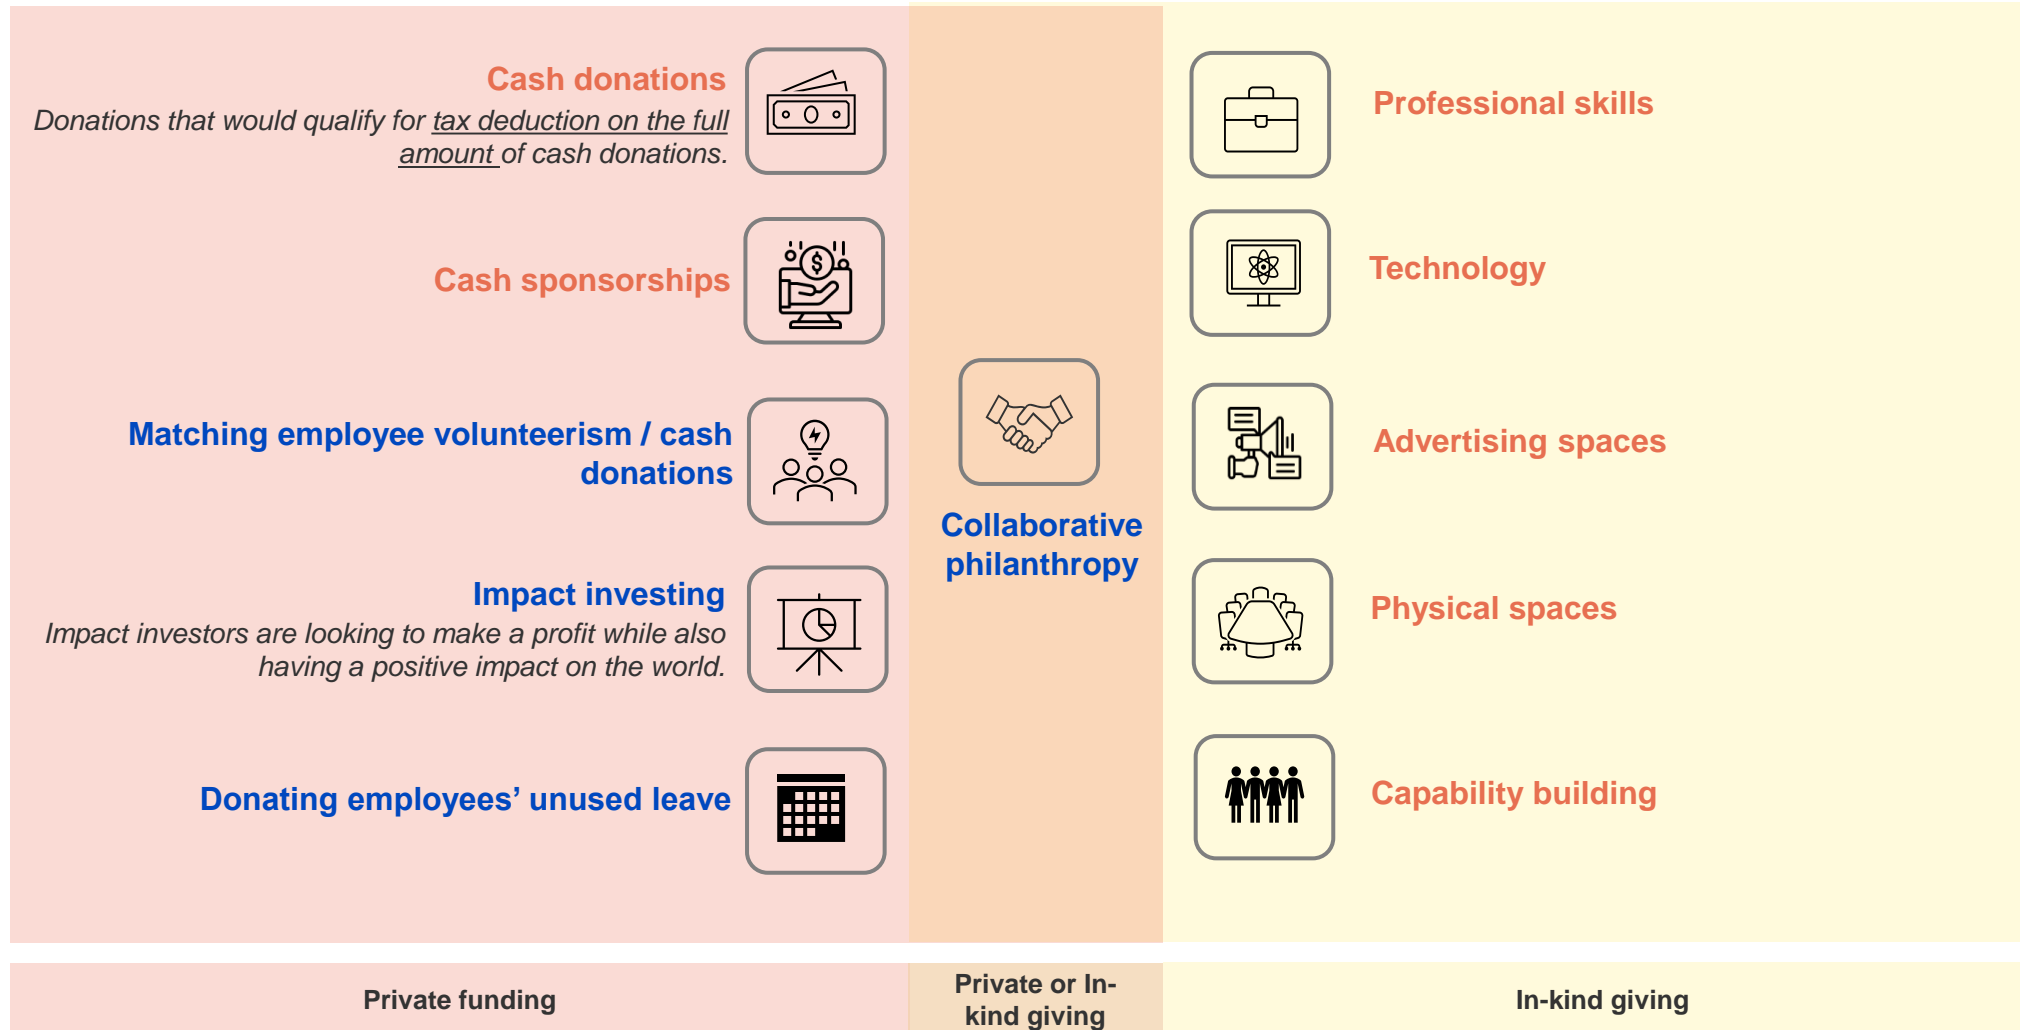 Cash donations
Donations that would qualify for tax deduction on the full
amount of cash donations.
Cash sponsorships
Matching employee volunteerism / cash
donations
Impact investing
Impact investors are looking to make a profit while also
having a positive impact on the world.
Donating employees’ unused leave
Collaborative
philanthropy
Professional skills
Technology
Advertising spaces
Physical spaces
Capability building
Private funding
Private or In-
kind giving
In-kind giving